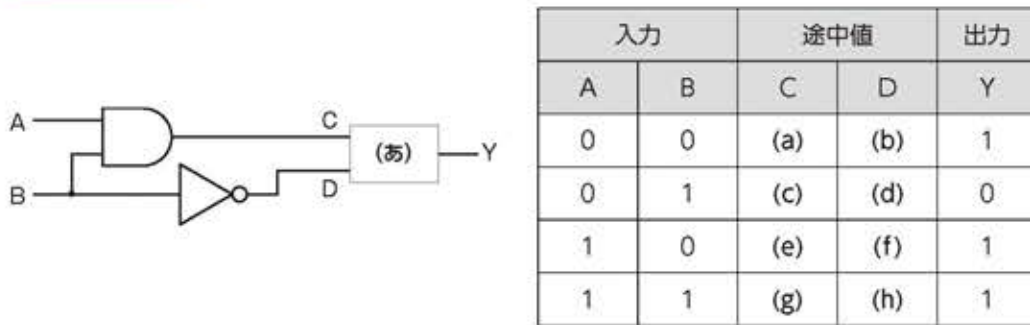 A
B
C
D
(あ)
Y
入力 途中値 出力
A B C D Y
0 0 (a) (b) 1
0 1 (c) (d) 0
1 0 (e) (f) 1
1 1 (g) (h) 1